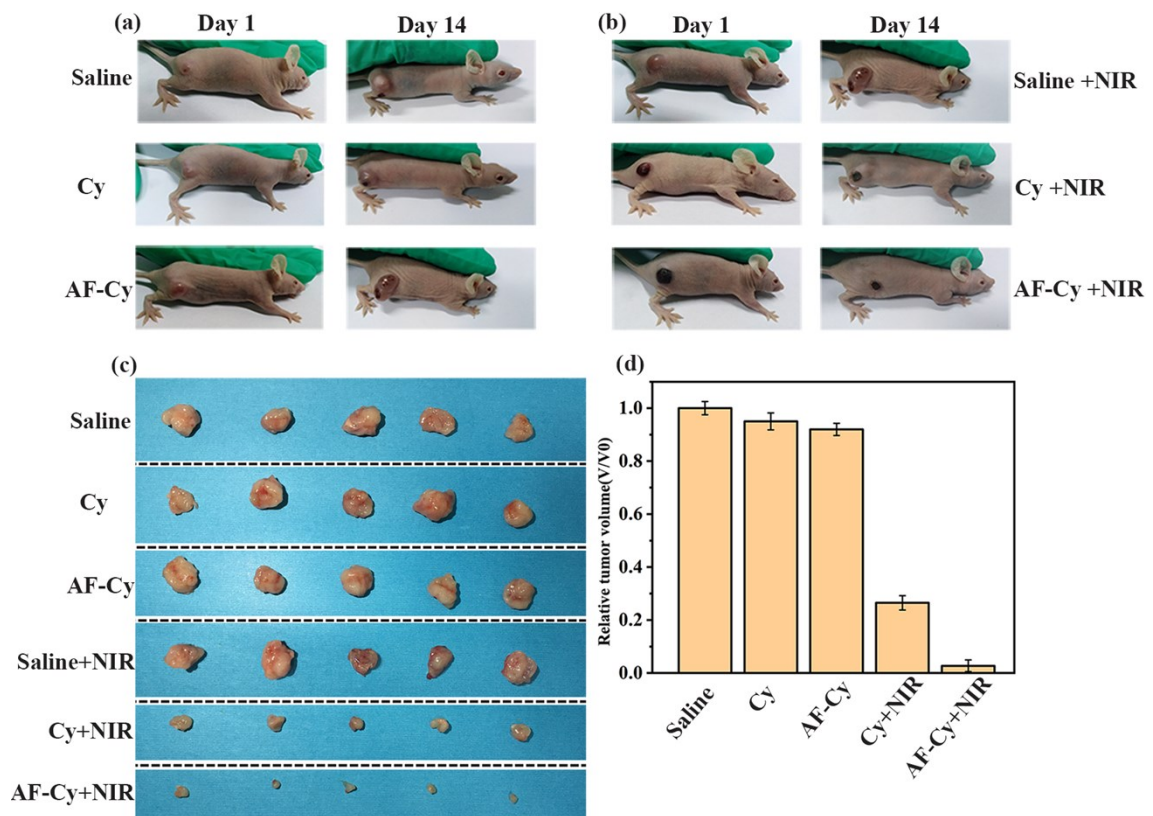 (a)
Day 1
Day 14
(b)
Day 1
Day 14
Saline
Saline +NIR
Cy
Cy +NIR
AF-Cy
AF-Cy +NIR
(c)
Saline
Cy
AF-Cy
Saline+NIR
Cy+NIR
AF-Cy+NIR
(d)
Relative tumor volume(V/V0)
1.0
0.8
0.6
0.4
0.2
0.0
Saline
Cy
AF-Cy
Cy+NIR
AF-Cy+NIR